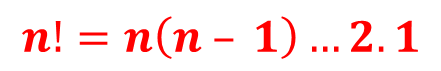 n! = n(n – 1) … 2. 1